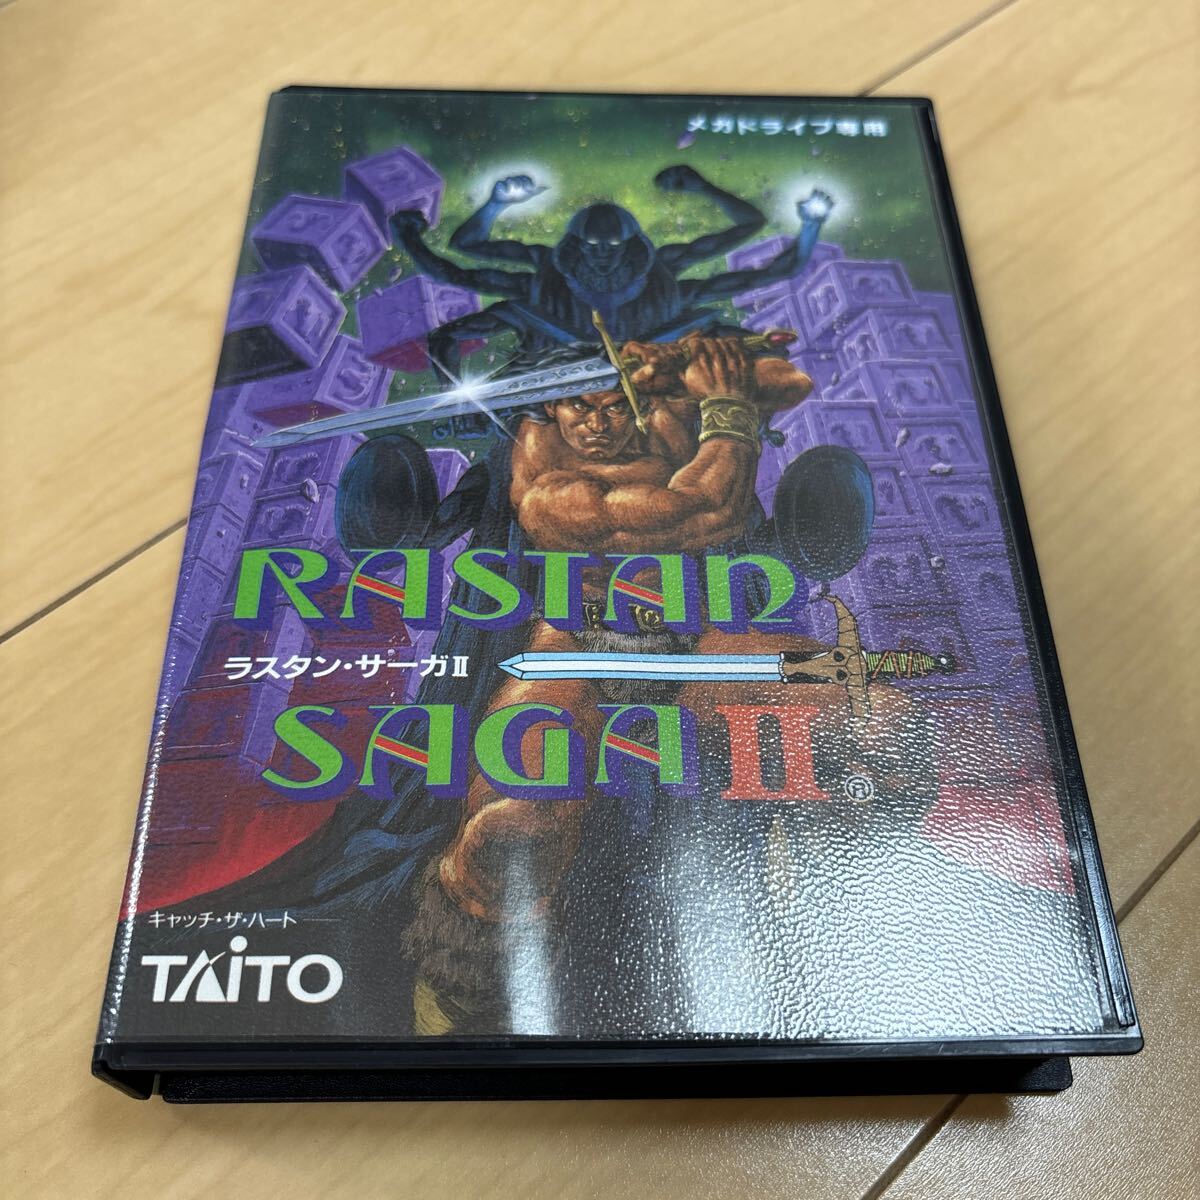 メガドライブ専用
RASTAN
ラスタン・サーガII
SAGA II
®
キャッチ・ザ・ハート
TAITO